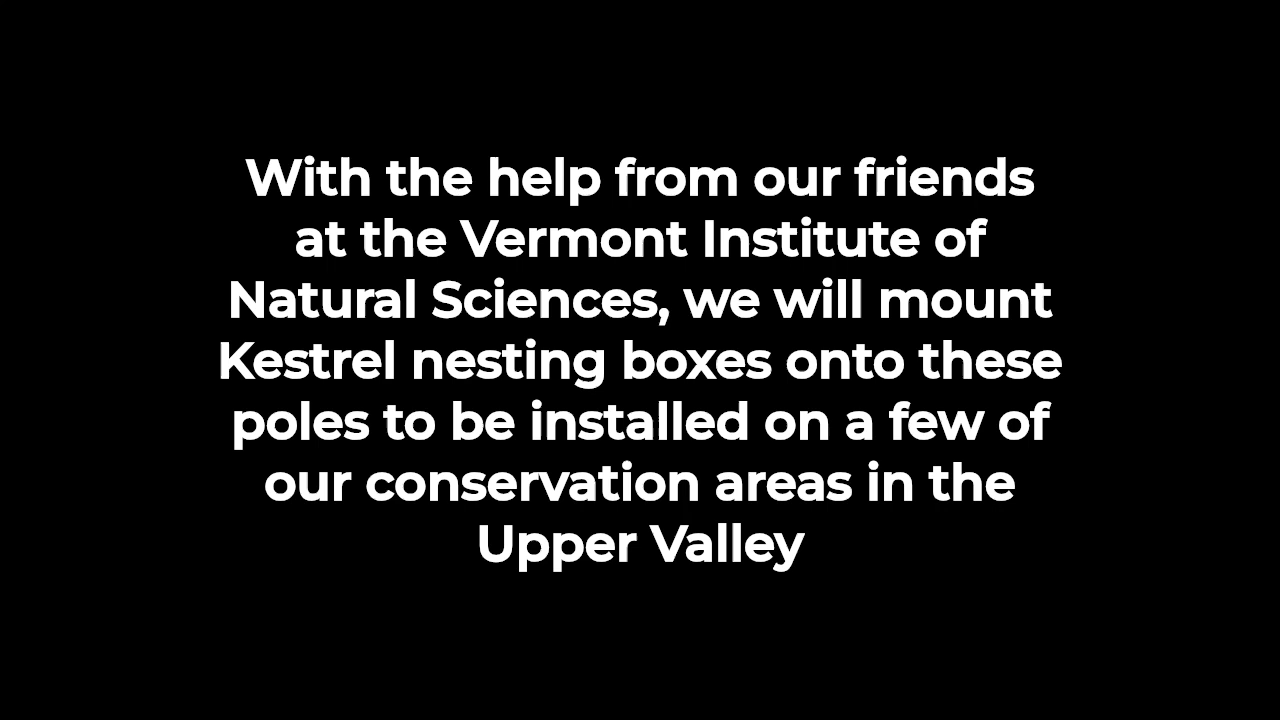 With the help from our friends
at the Vermont Institute of
Natural Sciences, we will mount
Kestrel nesting boxes onto these
poles to be installed on a few of
our conservation areas in the
Upper Valley